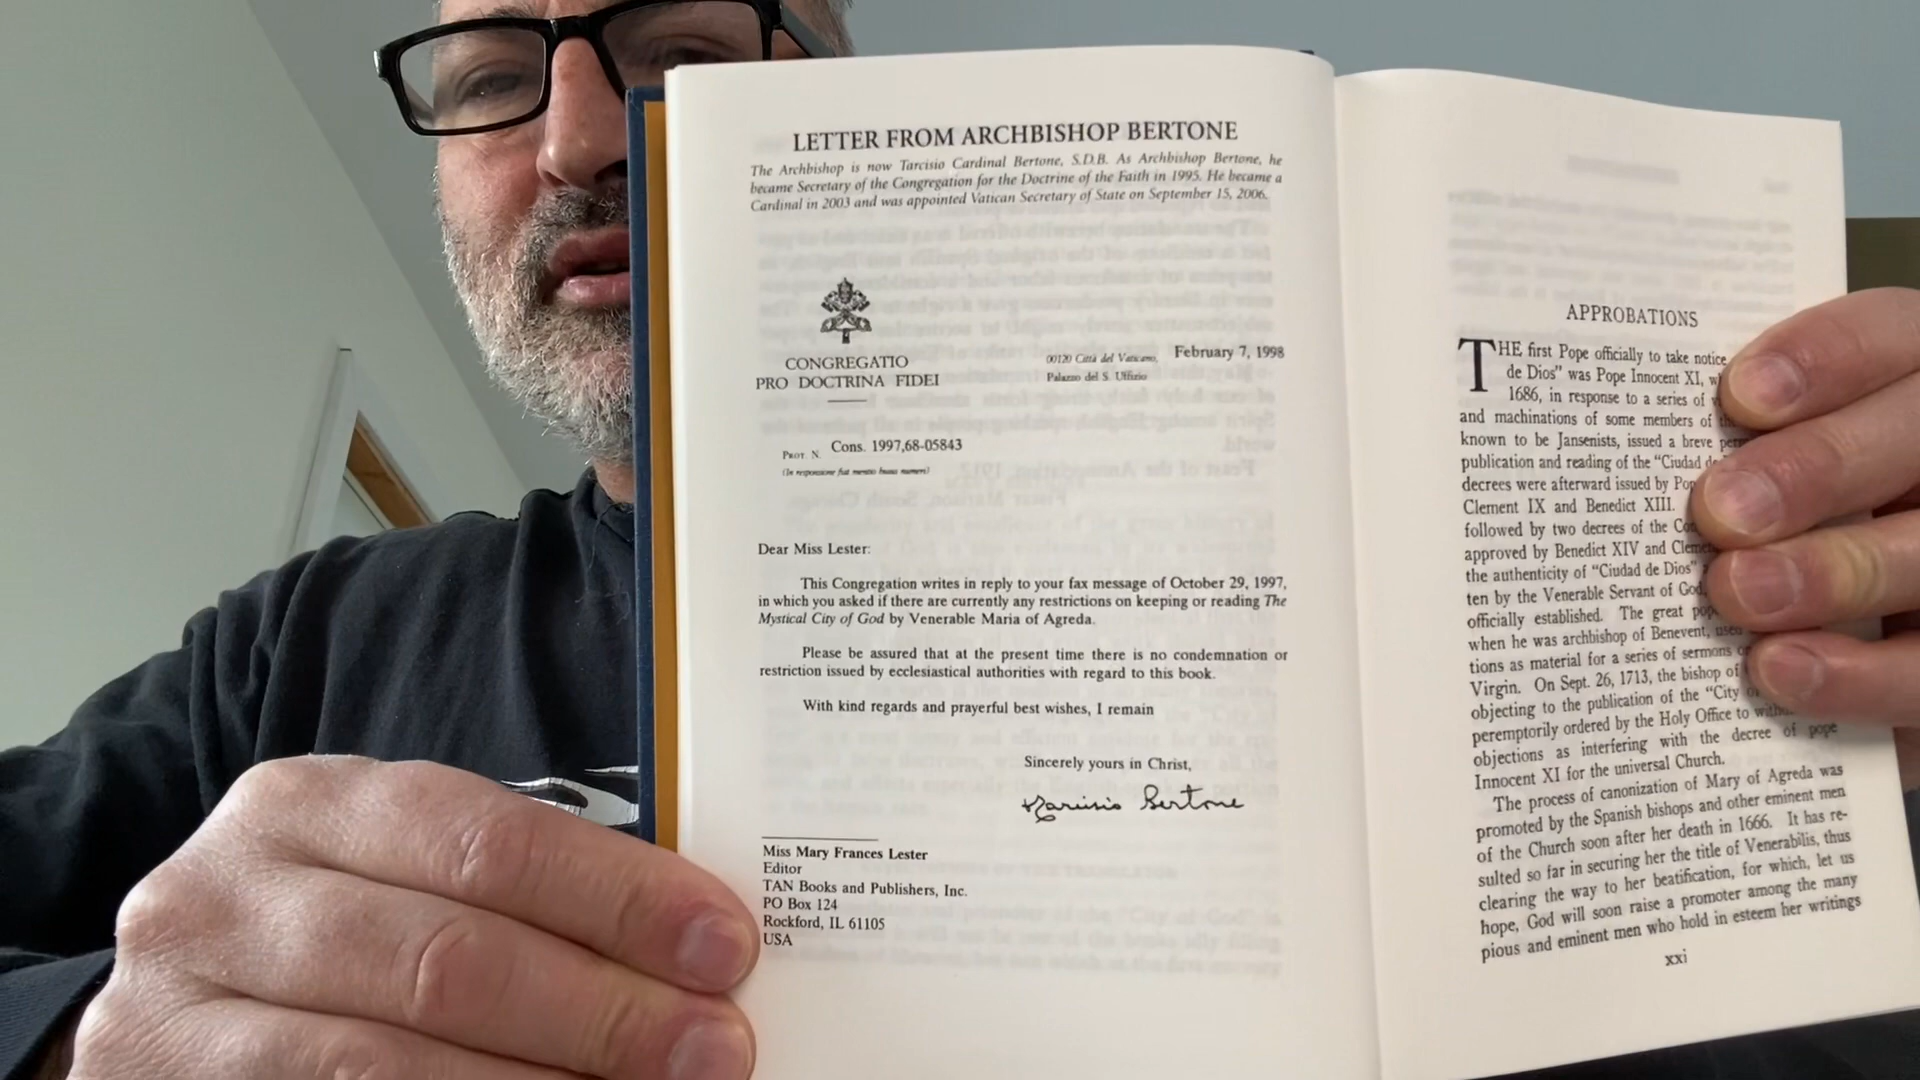 LETTER FROM ARCHBISHOP BERTONE
The Archbishop is now Tarcisio Cardinal Bertone, S.D.B. As Archbishop Bertone, he
became Secretary of the Congregation for the Doctrine of the Faith in 1995. He became a
Cardinal in 2003 and was appointed Vatican Secretary of State on September 15, 2006.
CONGREGATIO
PRO DOCTRINA FIDEI
00120 Città del Vaticano, February 7, 1998
Palazzo del S. Uffizio
PROT. N. Cons. 1997,68-05843
(In responsione fiat mentio huius numeri)
Dear Miss Lester:
This Congregation writes in reply to your fax message of October 29, 1997,
in which you asked if there are currently any restrictions on keeping or reading The
Mystical City of God by Venerable Maria of Agreda.
Please be assured that at the present time there is no condemnation or
restriction issued by ecclesiastical authorities with regard to this book.
With kind regards and prayerful best wishes, I remain
Sincerely yours in Christ,
Tarcisio Bertone
Miss Mary Frances Lester
Editor
TAN Books and Publishers, Inc.
PO Box 124
Rockford, IL 61105
USA
APPROBATIONS
THE first Pope officially to take notice
de Dios” was Pope Innocent XI,
1686, in response to a series of
and machinations of some members of
known to be Jansenists, issued a breve
publication and reading of the “Ciudad
decrees were afterward issued by
Clement IX and Benedict XIII.
followed by two decrees of the
approved by Benedict XIV and
the authenticity of “Ciudad de Dios”
ten by the Venerable Servant of God,
officially established. The great
when he was archbishop of Benevent, used
tions as material for a series of sermons
Virgin. On Sept. 26, 1713, the bishop of
objecting to the publication of the “City
peremptorily ordered by the Holy Office to
objections as interfering with the decree of pope
Innocent XI for the universal Church.
The process of canonization of Mary of Agreda was
promoted by the Spanish bishops and other eminent men
of the Church soon after her death in 1666. It has re-
sulted so far in securing her the title of Venerabilis, thus
clearing the way to her beatification, for which, let us
hope, God will soon raise a promoter among the many
pious and eminent men who hold in esteem her writings
xxi